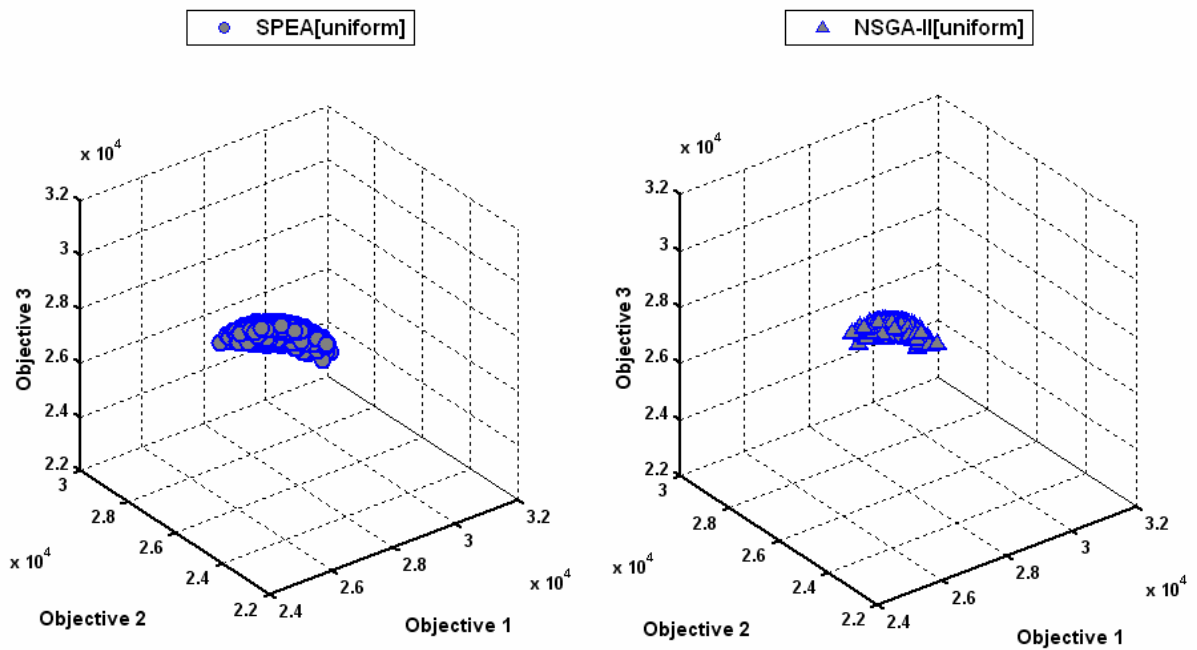 SPEA[uniform]
x 10^4
3.2
3
2.8
2.6
2.4
2.2
Objective 3
3
2.8
2.6
2.4
2.2
x 10^4
Objective 2
2.4
2.6
2.8
3
3.2
x 10^4
Objective 1
NSGA-II[uniform]
x 10^4
3.2
3
2.8
2.6
2.4
2.2
Objective 3
3
2.8
2.6
2.4
2.2
x 10^4
Objective 2
2.4
2.6
2.8
3
3.2
x 10^4
Objective 1